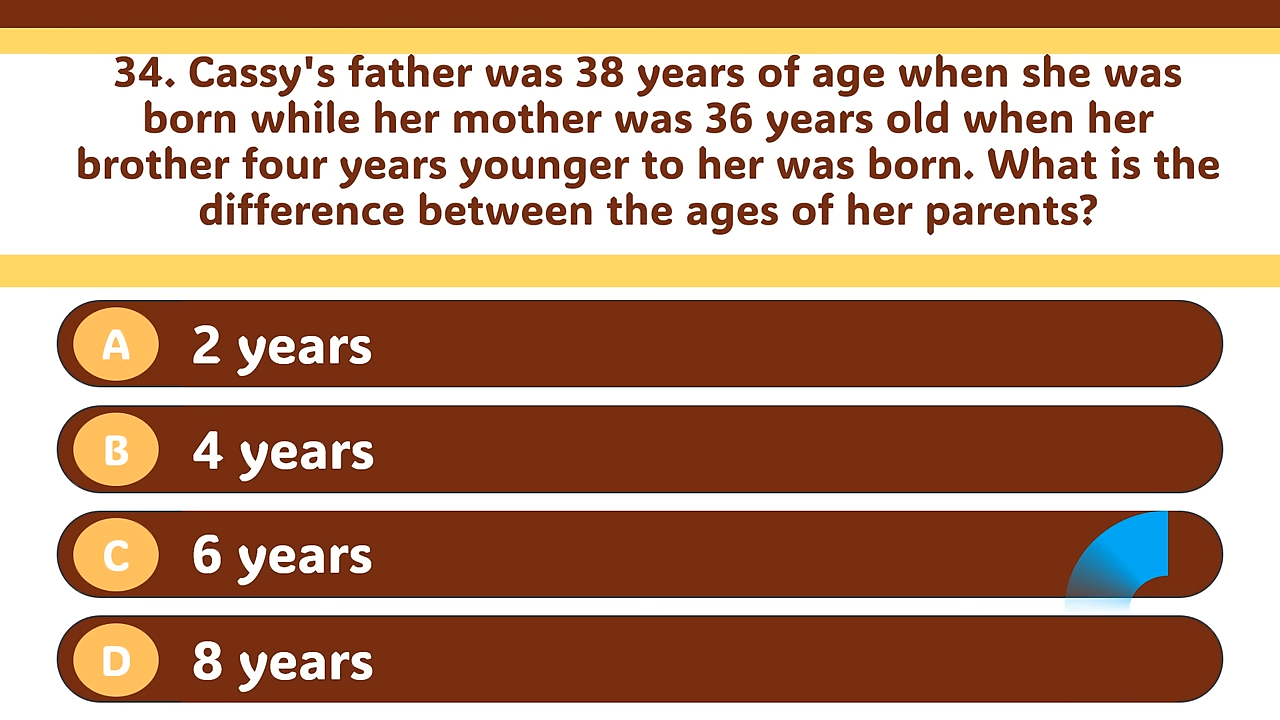 34. Cassy's father was 38 years of age when she was
born while her mother was 36 years old when her
brother four years younger to her was born. What is the
difference between the ages of her parents?
A 2 years
B 4 years
C 6 years
D 8 years